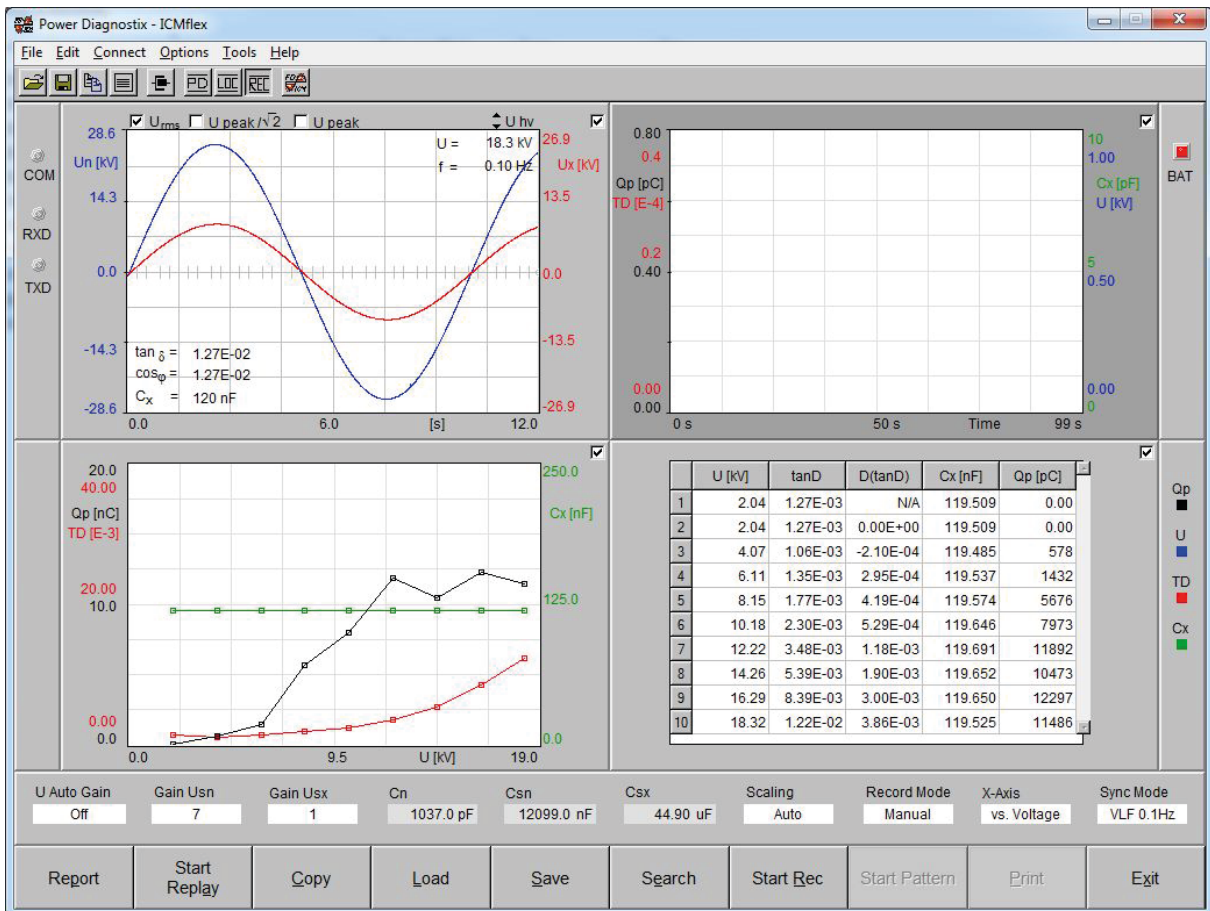 Power Diagnostix - ICMflex
File Edit Connect Options Tools Help
PD LOC REC
COM
RXD
TXD
Urms U peak /√2 U peak U hv
28.6
Un [kV]
14.3
0.0
-14.3
-28.6
U = 18.3 kV
f = 0.10 Hz
26.9
Ux [kV]
13.5
0.0
-13.5
-26.9
tan δ = 1.27E-02
cosφ = 1.27E-02
Cx = 120 nF
0.0 6.0 [s] 12.0
0.80
0.4
Qp [pC]
TD [E-4]
0.2
0.40
0.00
0.00
10
1.00
Cx [pF]
U [kV]
5
0.50
0.00
0
0 s 50 s Time 99 s
BAT
20.0
40.00
Qp [nC]
TD [E-3]
20.00
10.0
0.00
0.0
250.0
Cx [nF]
125.0
0.0
0.0 9.5 U [kV] 19.0
U [kV] tanD D(tanD) Cx [nF] Qp [pC]
1 2.04 1.27E-03 N/A 119.509 0.00
2 2.04 1.27E-03 0.00E+00 119.509 0.00
3 4.07 1.06E-03 -2.10E-04 119.485 578
4 6.11 1.35E-03 2.95E-04 119.537 1432
5 8.15 1.77E-03 4.19E-04 119.574 5676
6 10.18 2.30E-03 5.29E-04 119.646 7973
7 12.22 3.48E-03 1.18E-03 119.691 11892
8 14.26 5.39E-03 1.90E-03 119.652 10473
9 16.29 8.39E-03 3.00E-03 119.650 12297
10 18.32 1.22E-02 3.86E-03 119.525 11486
Qp
U
TD
Cx
U Auto Gain Gain Usn Gain Usx Cn Csn Csx Scaling Record Mode X-Axis Sync Mode
Off 7 1 1037.0 pF 12099.0 nF 44.90 uF Auto Manual vs. Voltage VLF 0.1Hz
Report Start Replay Copy Load Save Search Start Rec Start Pattern Print Exit